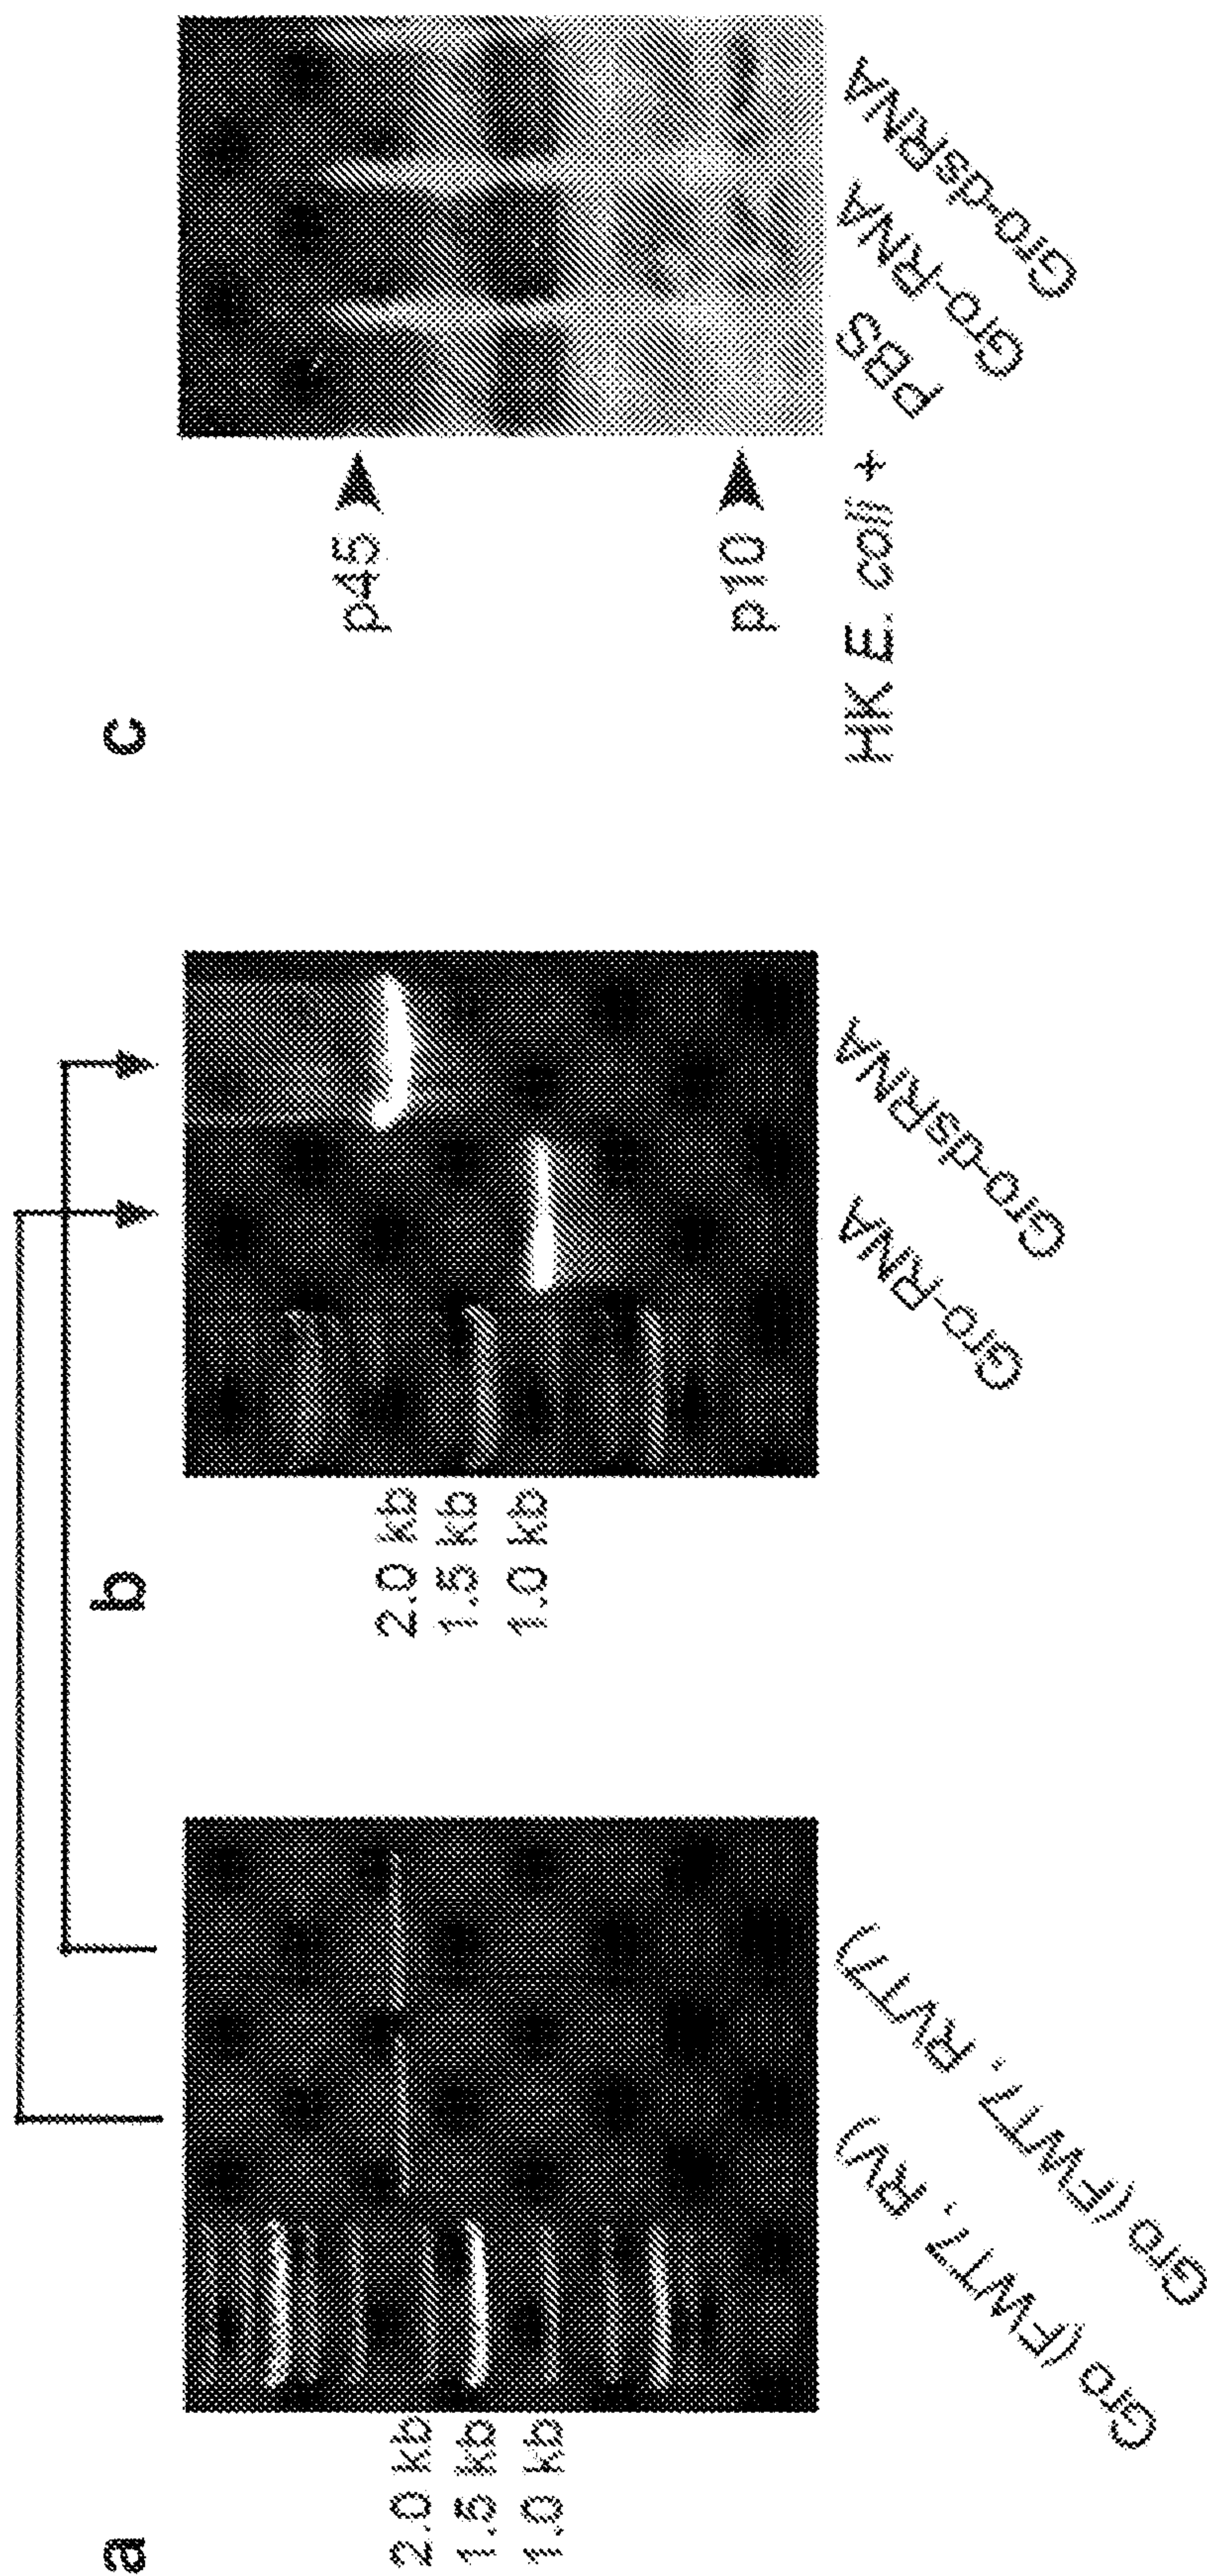 a
2.0 kb
1.5 kb
1.0 kb
Gro (FWT7, RV)
Gro (FWT7, RVT7)
b
2.0 kb
1.5 kb
1.0 kb
Gro-RNA
Gro-dsRNA
c
p45
p10
HK E. coli +
PBS
Gro-RNA
Gro-dsRNA